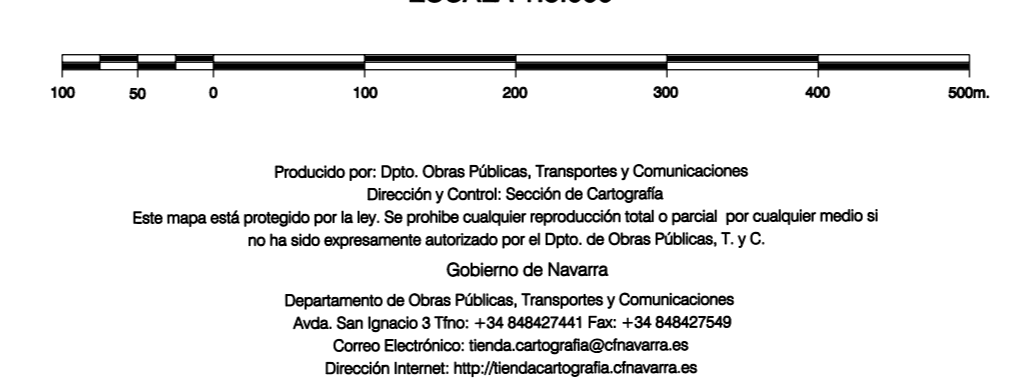 100 50 0 100 200 300 400 500m.
Producido por: Dpto. Obras Públicas, Transportes y Comunicaciones
Dirección y Control: Sección de Cartografía
Este mapa está protegido por la ley. Se prohibe cualquier reproducción total o parcial por cualquier medio si
no ha sido expresamente autorizado por el Dpto. de Obras Públicas, T. y C.
Gobierno de Navarra
Departamento de Obras Públicas, Transportes y Comunicaciones
Avda. San Ignacio 3 Tfno: +34 848427441 Fax: +34 848427549
Correo Electrónico: tienda.cartografia@cfnavarra.es
Dirección Internet: http://tiendacartografia.cfnavarra.es